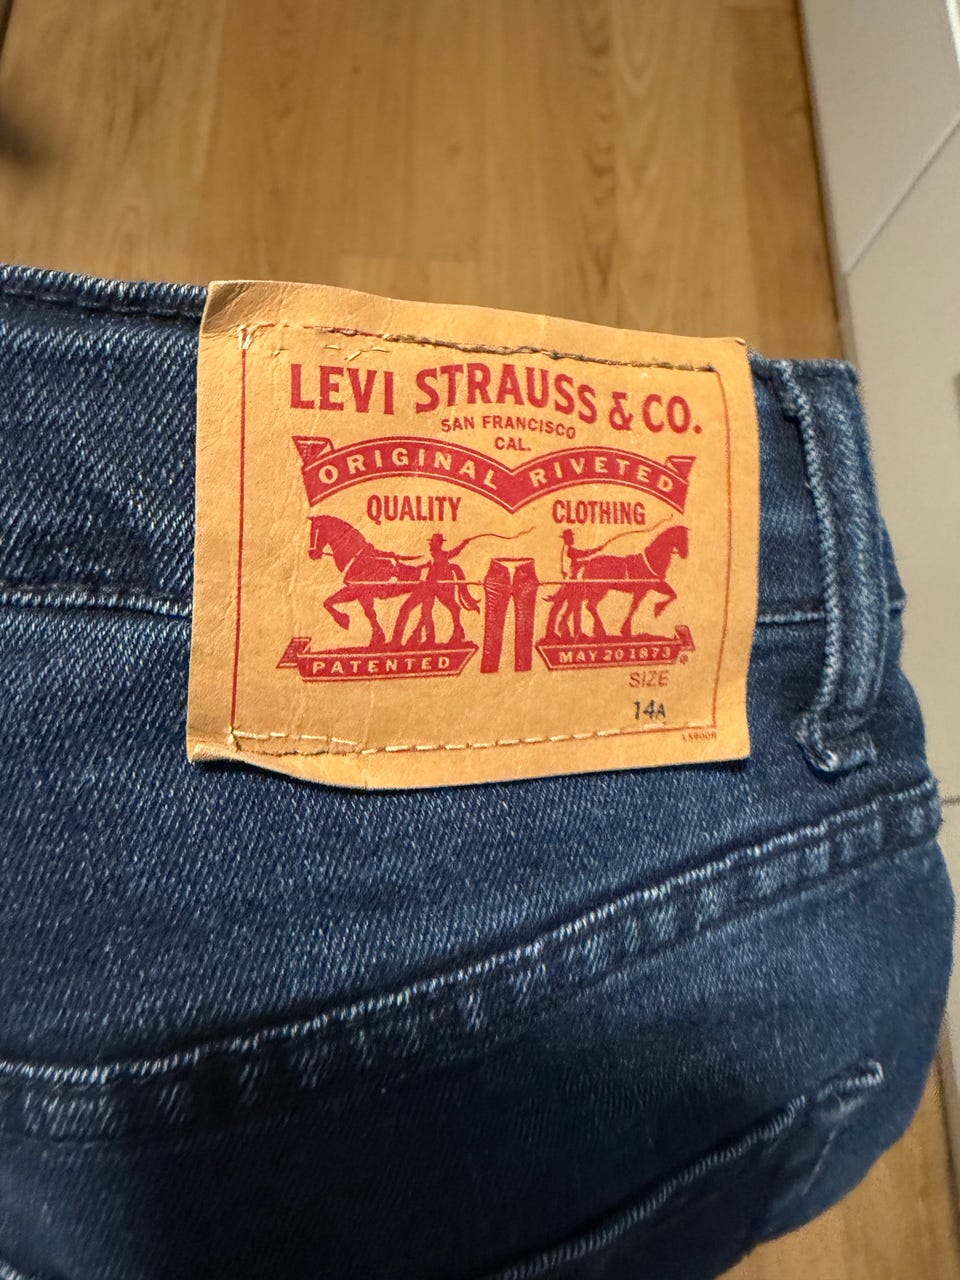 LEVI STRAUSS & CO.
SAN FRANCISCO
CAL.
ORIGINAL RIVETED
QUALITY CLOTHING
PATENTED MAY 20 1873
SIZE
14A